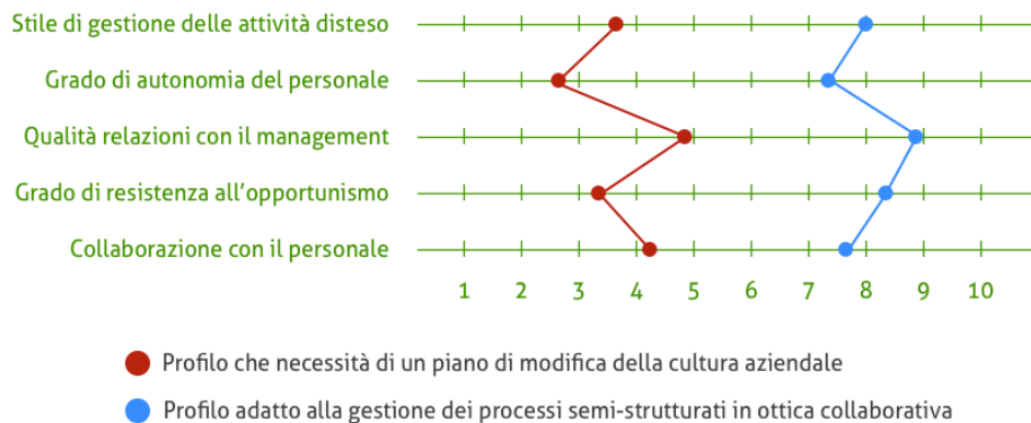 Stile di gestione delle attività disteso
Grado di autonomia del personale
Qualità relazioni con il management
Grado di resistenza all'opportunismo
Collaborazione con il personale
1 2 3 4 5 6 7 8 9 10
Profilo che necessità di un piano di modifica della cultura aziendale
Profilo adatto alla gestione dei processi semi-strutturati in ottica collaborativa